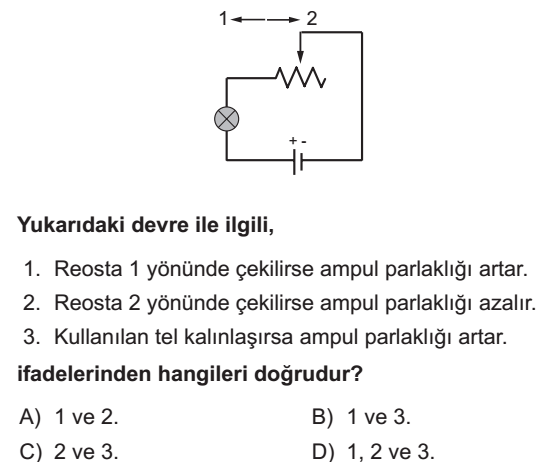 1 2
+ -
Yukarıdaki devre ile ilgili,
1. Reosta 1 yönünde çekilirse ampul parlaklığı artar.
2. Reosta 2 yönünde çekilirse ampul parlaklığı azalır.
3. Kullanılan tel kalınlaşırsa ampul parlaklığı artar.
ifadelerinden hangileri doğrudur?
A) 1 ve 2. B) 1 ve 3.
C) 2 ve 3. D) 1, 2 ve 3.